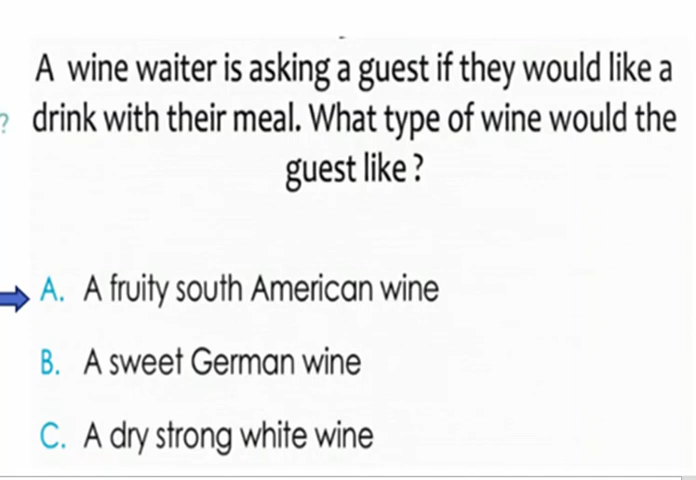 A wine waiter is asking a guest if they would like a
? drink with their meal. What type of wine would the
guest like ?
A. A fruity south American wine
B. A sweet German wine
C. A dry strong white wine